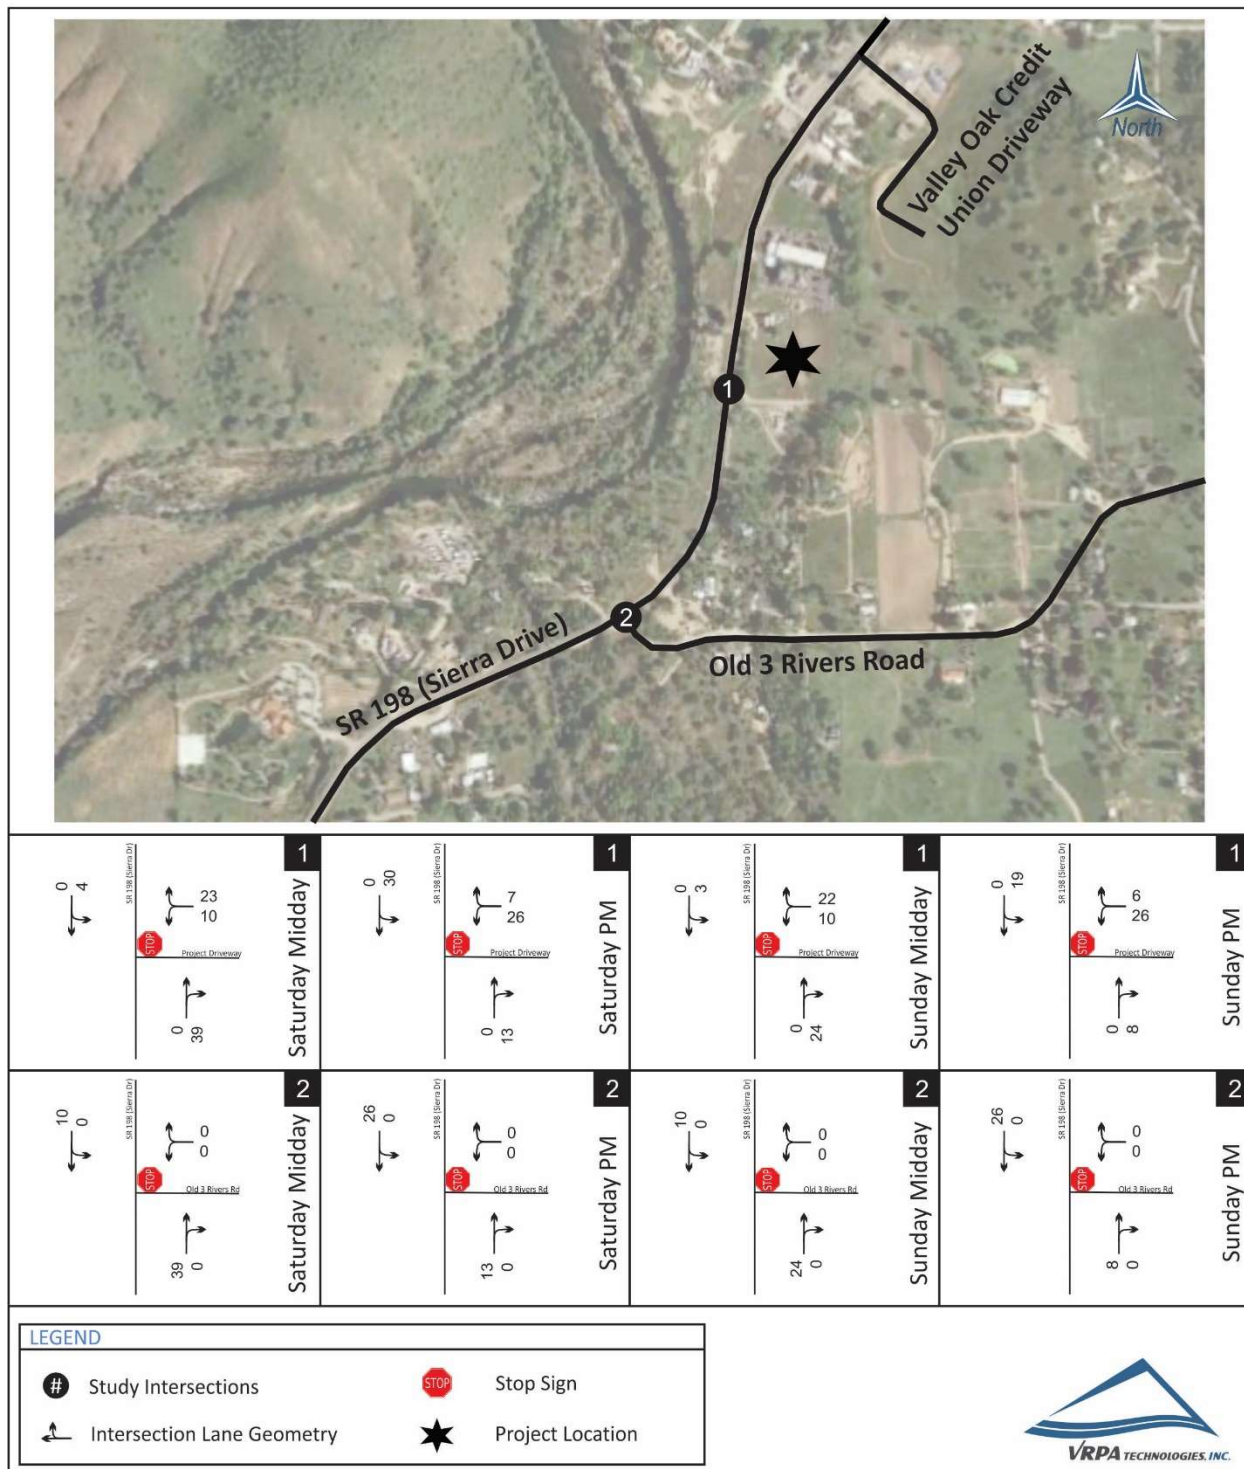 Valley Oak Credit
Union Driveway
North
1
2
SR 198 (Sierra Drive)
Old 3 Rivers Road
1
Saturday Midday
SR 198 (Sierra Dr)
0
4
23
10
STOP
Project Driveway
0
39
1
Saturday PM
SR 198 (Sierra Dr)
0
30
7
26
STOP
Project Driveway
0
13
1
Sunday Midday
SR 198 (Sierra Dr)
0
3
22
10
STOP
Project Driveway
0
24
1
Sunday PM
SR 198 (Sierra Dr)
0
19
6
26
STOP
Project Driveway
0
8
2
Saturday Midday
SR 198 (Sierra Dr)
10
0
0
0
STOP
Old 3 Rivers Rd
39
0
2
Saturday PM
SR 198 (Sierra Dr)
26
0
0
0
STOP
Old 3 Rivers Rd
13
0
2
Sunday Midday
SR 198 (Sierra Dr)
10
0
0
0
STOP
Old 3 Rivers Rd
24
0
2
Sunday PM
SR 198 (Sierra Dr)
26
0
0
0
STOP
Old 3 Rivers Rd
8
0
LEGEND
# Study Intersections
STOP Stop Sign
Intersection Lane Geometry
Project Location
VRPA TECHNOLOGIES, INC.